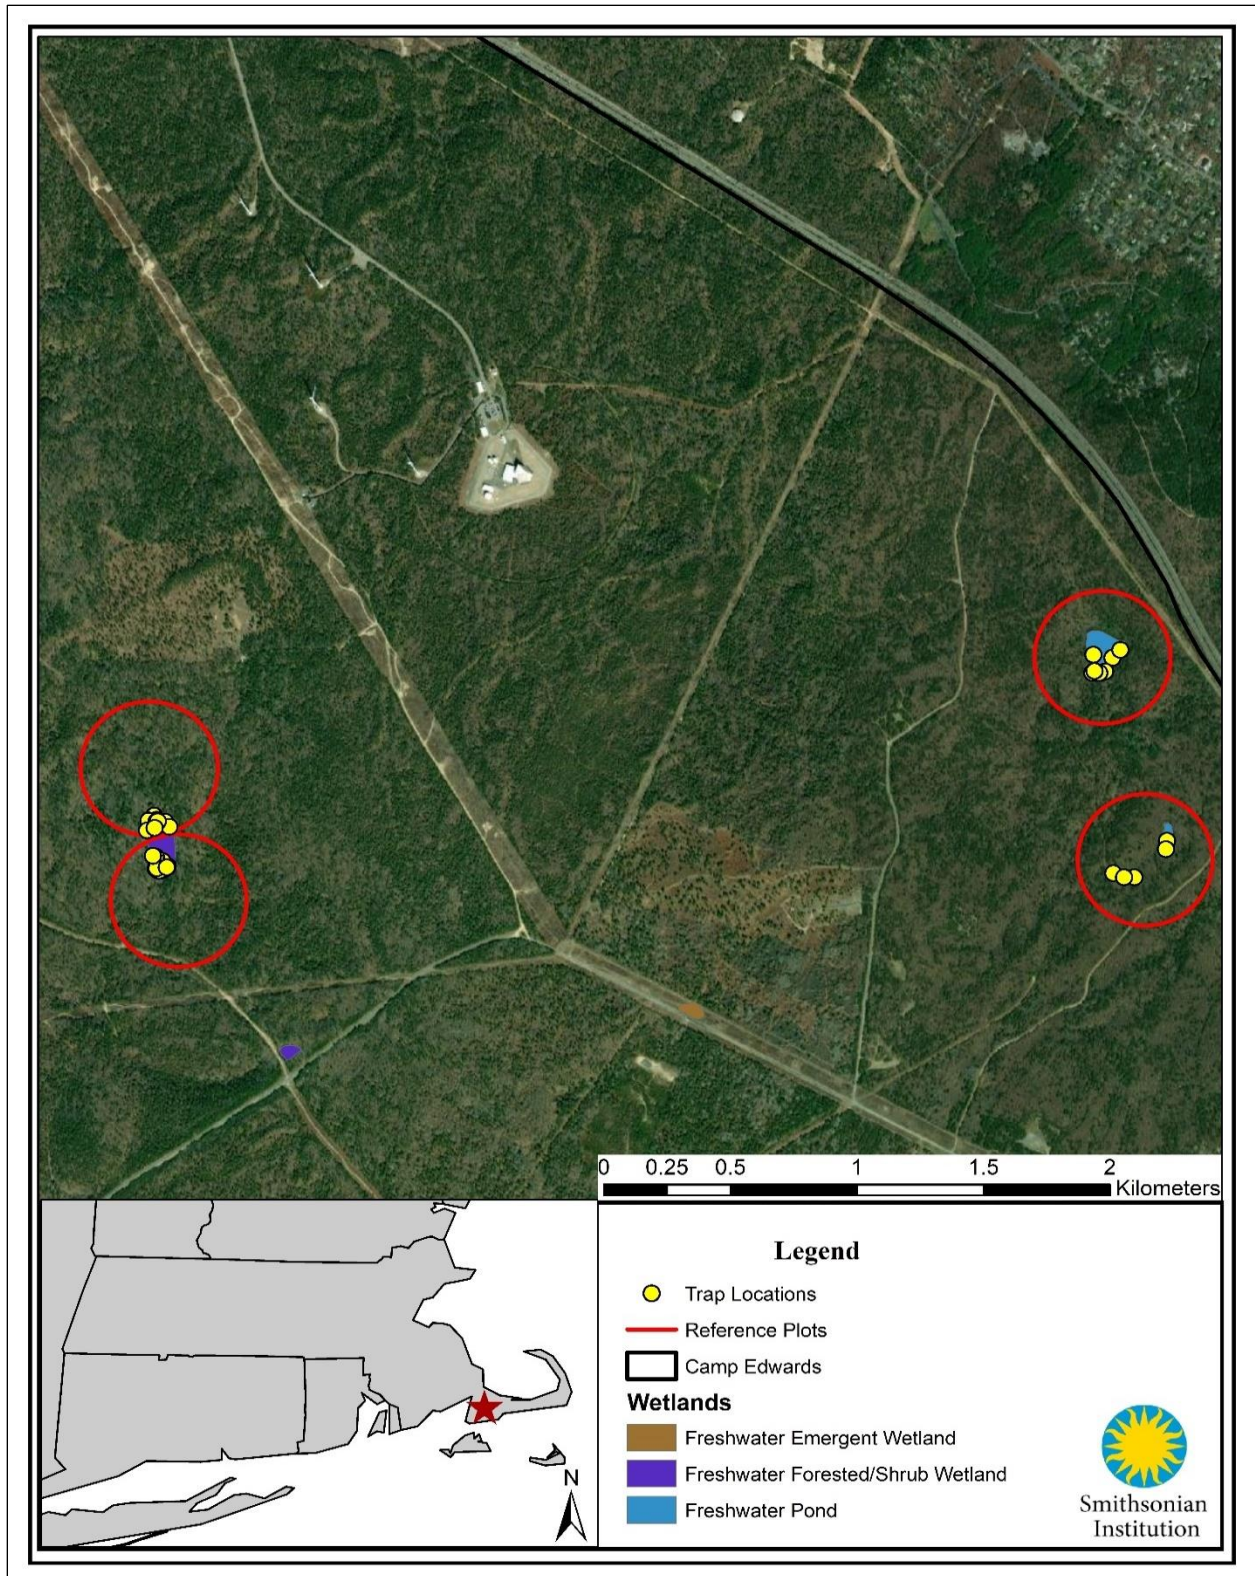 0 0.25 0.5 1 1.5 2
Kilometers
N
Legend
Trap Locations
Reference Plots
Camp Edwards
Wetlands
Freshwater Emergent Wetland
Freshwater Forested/Shrub Wetland
Freshwater Pond
Smithsonian
Institution